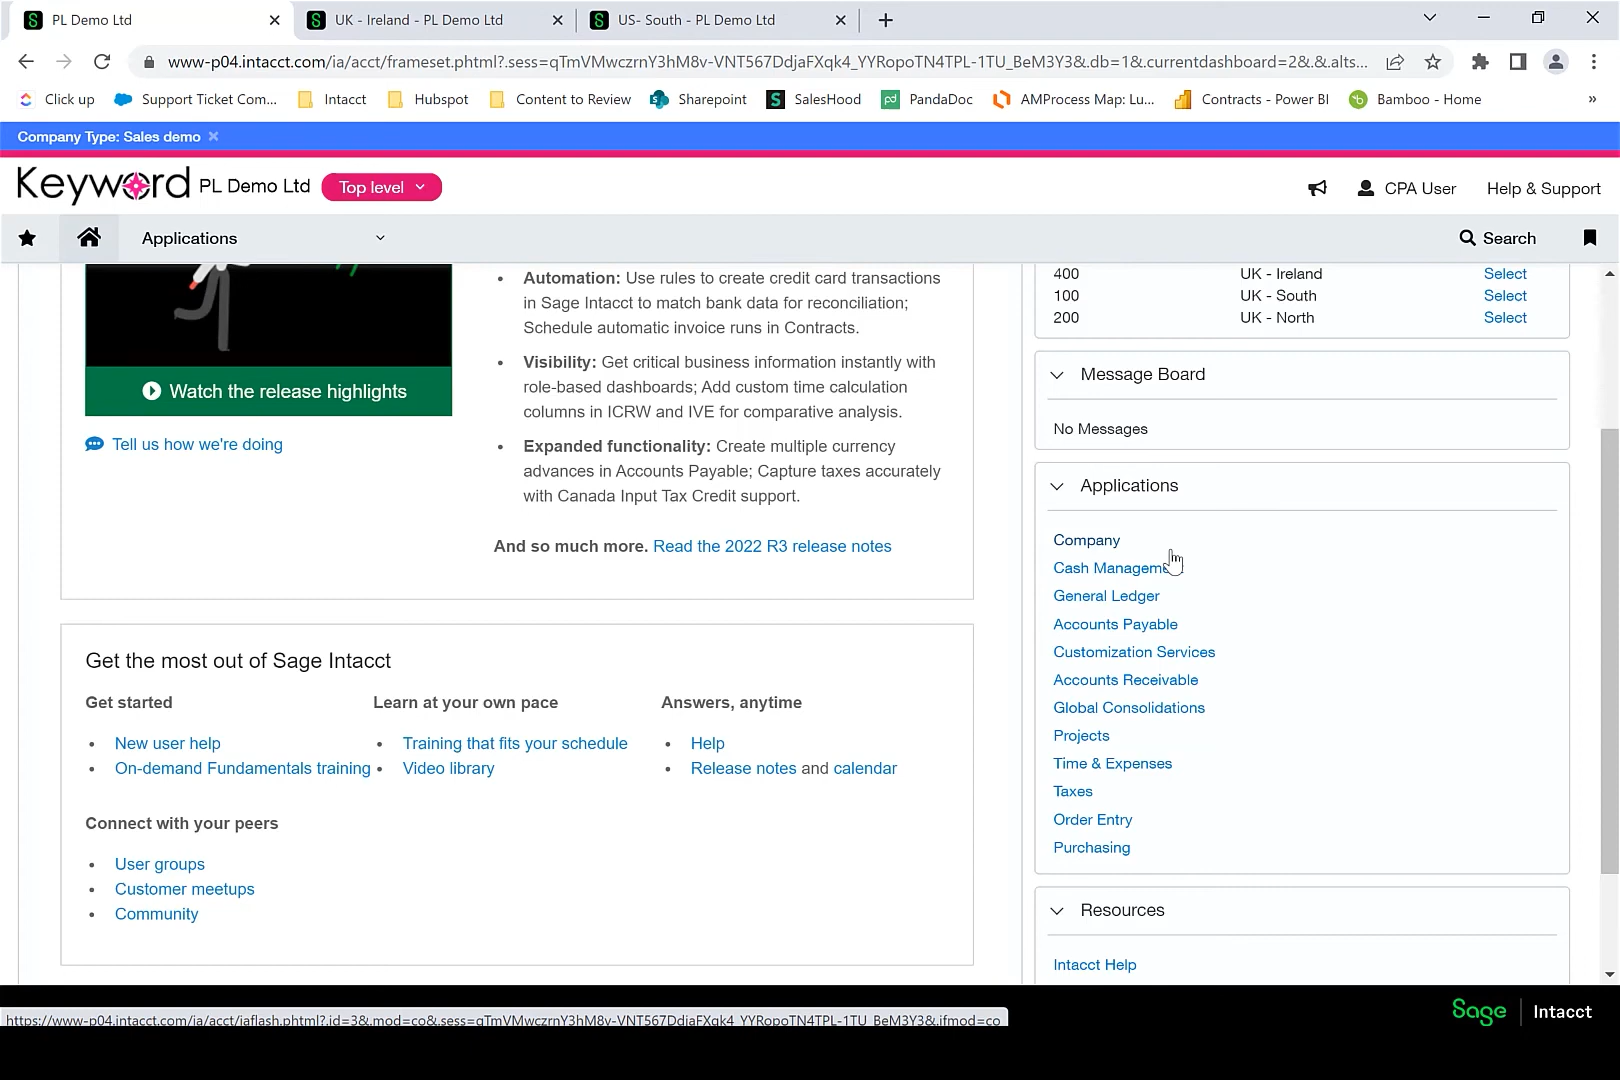 PL Demo Ltd
UK - Ireland - PL Demo Ltd
US- South - PL Demo Ltd
www-p04.intacct.com/ia/acct/frameset.phtml?.sess=qTmVMwczrnY3hM8v-VNT567DdjaFXqk4_YYRopoTN4TPL-1TU_BeM3Y3&.db=1&.currentdashboard=2&.&.alts...
Click up
Support Ticket Com...
Intacct
Hubspot
Content to Review
Sharepoint
SalesHood
PandaDoc
AMProcess Map: Lu...
Contracts - Power BI
Bamboo - Home
»
Company Type: Sales demo
Keyword PL Demo Ltd Top level
CPA User
Help & Support
Applications
Search
Watch the release highlights
Tell us how we're doing
• Automation: Use rules to create credit card transactions
in Sage Intacct to match bank data for reconciliation;
Schedule automatic invoice runs in Contracts.
• Visibility: Get critical business information instantly with
role-based dashboards; Add custom time calculation
columns in ICRW and IVE for comparative analysis.
• Expanded functionality: Create multiple currency
advances in Accounts Payable; Capture taxes accurately
with Canada Input Tax Credit support.
And so much more. Read the 2022 R3 release notes
Get the most out of Sage Intacct
Get started
• New user help
• On-demand Fundamentals training
Learn at your own pace
• Training that fits your schedule
• Video library
Answers, anytime
• Help
• Release notes and calendar
Connect with your peers
• User groups
• Customer meetups
• Community
400 UK - Ireland Select
100 UK - South Select
200 UK - North Select
Message Board
No Messages
Applications
Company
Cash Management
General Ledger
Accounts Payable
Customization Services
Accounts Receivable
Global Consolidations
Projects
Time & Expenses
Taxes
Order Entry
Purchasing
Resources
Intacct Help
https://www-p04.intacct.com/ia/acct/iaflash.phtml?.id=3&.mod=co&.sess=qTmVMwczrnY3hM8v-VNT567DdjaFXqk4_YYRopoTN4TPL-1TU_BeM3Y3&.ifmod=co
Sage Intacct